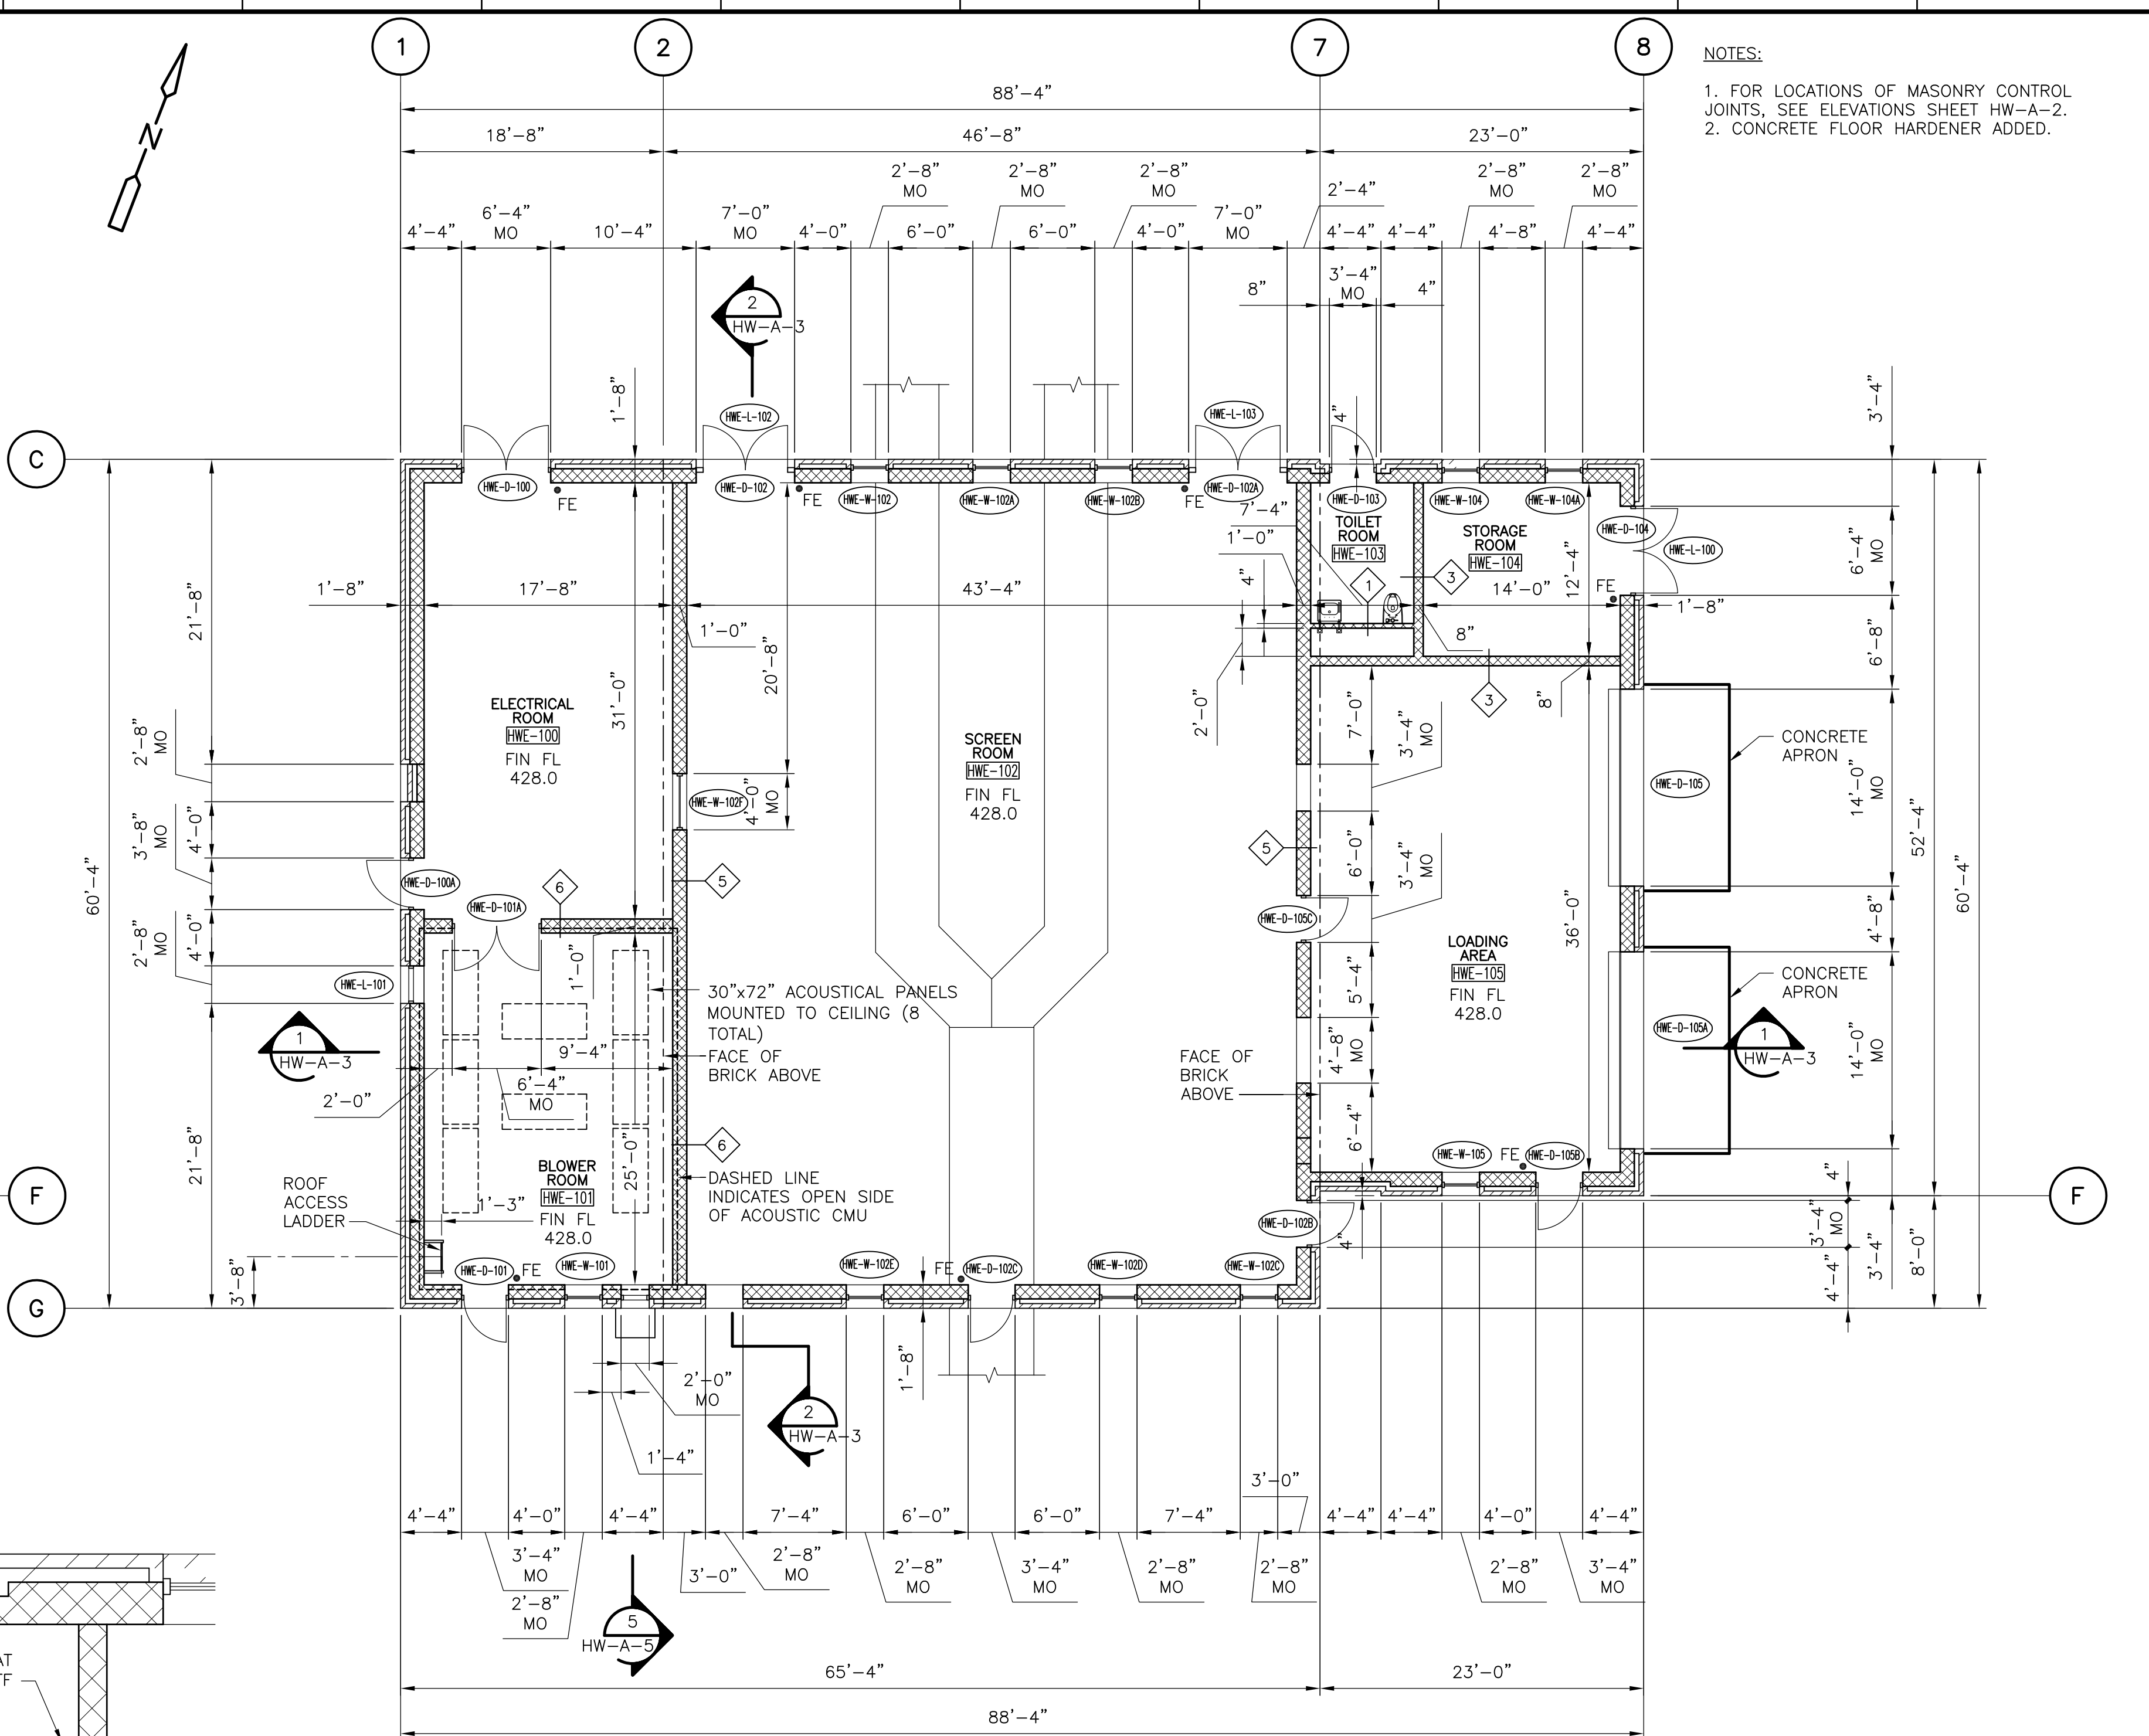 1
2
7
8
NOTES:
1. FOR LOCATIONS OF MASONRY CONTROL
JOINTS, SEE ELEVATIONS SHEET HW-A-2.
2. CONCRETE FLOOR HARDENER ADDED.
N
88'-4"
18'-8"
46'-8"
23'-0"
2'-8"
MO
2'-8"
MO
2'-8"
MO
2'-4"
2'-8"
MO
2'-8"
MO
4'-4"
6'-4"
MO
10'-4"
7'-0"
MO
4'-0"
6'-0"
6'-0"
4'-0"
7'-0"
MO
4'-4"
4'-4"
4'-8"
4'-4"
8"
3'-4"
MO
4"
2
HW-A-3
1'-8"
4"
3'-4"
HWE-L-102
HWE-L-103
C
HWE-D-100
FE
HWE-D-102
FE
HWE-W-102
HWE-W-102A
HWE-W-102B
FE
HWE-D-102A
HWE-D-103
HWE-W-104
HWE-W-104A
HWE-D-104
HWE-L-100
7'-4"
1'-0"
4"
TOILET
ROOM
HWE-103
STORAGE
ROOM
HWE-104
12'-4"
6'-4"
MO
1
3
FE
21'-8"
1'-8"
17'-8"
1'-0"
43'-4"
14'-0"
1'-8"
8"
20'-8"
31'-0"
2'-0"
6'-8"
3
8"
ELECTRICAL
ROOM
HWE-100
FIN FL
428.0
SCREEN
ROOM
HWE-102
FIN FL
428.0
7'-0"
3'-4"
MO
CONCRETE
APRON
HWE-D-105
14'-0"
MO
2'-8"
MO
HWE-W-102F
4'-0"
MO
60'-4"
3'-8"
MO
4'-0"
5
5
6'-0"
3'-4"
MO
52'-4"
60'-4"
HWE-D-100A
HWE-D-101A
6
HWE-D-105C
36'-0"
4'-8"
2'-8"
MO
4'-0"
HWE-L-101
1'-0"
LOADING
AREA
HWE-105
FIN FL
428.0
5'-4"
CONCRETE
APRON
30"x72" ACOUSTICAL PANELS
MOUNTED TO CEILING (8
TOTAL)
HWE-D-105A
1
HW-A-3
1
HW-A-3
14'-0"
MO
9'-4"
FACE OF
BRICK ABOVE
FACE OF
BRICK
ABOVE
4'-8"
MO
2'-0"
6'-4"
MO
21'-8"
25'-0"
6
6'-4"
HWE-W-105
FE
HWE-D-105B
F
ROOF
ACCESS
LADDER
BLOWER
ROOM
HWE-101
FIN FL
428.0
1'-3"
DASHED LINE
INDICATES OPEN SIDE
OF ACOUSTIC CMU
4"
F
3'-8"
HWE-D-102B
4"
3'-4"
MO
4'-4"
3'-4"
8'-0"
G
HWE-D-101
FE
HWE-W-101
HWE-W-102E
FE
HWE-D-102C
HWE-W-102D
HWE-W-102C
1'-8"
2'-0"
MO
1'-4"
2
HW-A-3
3'-0"
4'-4"
4'-0"
4'-4"
7'-4"
6'-0"
6'-0"
7'-4"
4'-4"
4'-4"
4'-0"
4'-4"
3'-4"
MO
2'-8"
MO
3'-0"
2'-8"
MO
2'-8"
MO
3'-4"
MO
2'-8"
MO
2'-8"
MO
2'-8"
MO
3'-4"
MO
5
HW-A-5
65'-4"
23'-0"
88'-4"